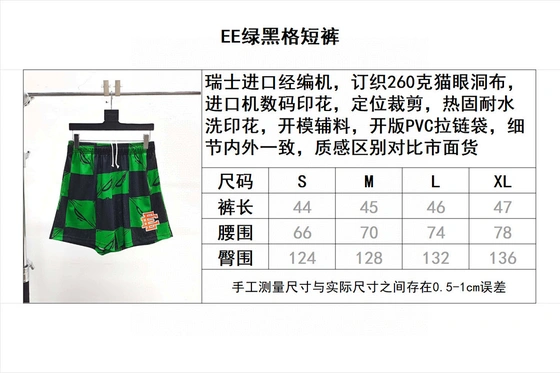 EE绿黑格短裤
瑞士进口经编机，订织260克猫眼洞布，
进口机数码印花，定位裁剪，热固耐水
洗印花，开模辅料，开版PVC拉链袋，细
节内外一致，质感区别对比市面货
尺码 S M L XL
裤长 44 45 46 47
腰围 66 70 74 78
臀围 124 128 132 136
手工测量尺寸与实际尺寸之间存在0.5-1cm误差